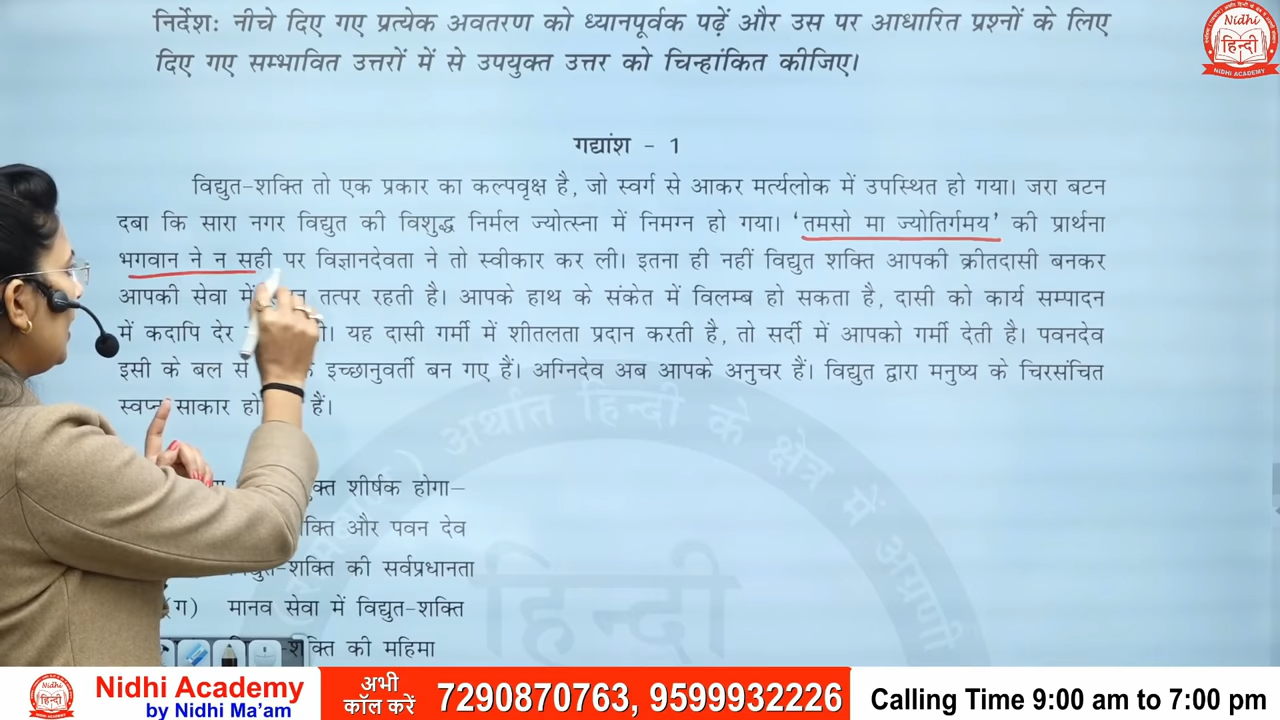 निर्देशः नीचे दिए गए प्रत्येक अवतरण को ध्यानपूर्वक पढ़ें और उस पर आधारित प्रश्नों के लिए
दिए गए सम्भावित उत्तरों में से उपयुक्त उत्तर को चिन्हांकित कीजिए।
Nidhi
हिन्दी
NIDHI ACADEMY
गद्यांश - 1
विद्युत-शक्ति तो एक प्रकार का कल्पवृक्ष है, जो स्वर्ग से आकर मर्त्यलोक में उपस्थित हो गया। जरा बटन
दबा कि सारा नगर विद्युत की विशुद्ध निर्मल ज्योत्स्ना में निमग्न हो गया। ‘तमसो मा ज्योतिर्गमय’ की प्रार्थना
भगवान ने न सही पर विज्ञानदेवता ने तो स्वीकार कर ली। इतना ही नहीं विद्युत शक्ति आपकी क्रीतदासी बनकर
आपकी सेवा में तत्पर रहती है। आपके हाथ के संकेत में विलम्ब हो सकता है, दासी को कार्य सम्पादन
में कदापि देर यह दासी गर्मी में शीतलता प्रदान करती है, तो सर्दी में आपको गर्मी देती है। पवनदेव
इसी के बल से इच्छानुवर्ती बन गए हैं। अग्निदेव अब आपके अनुचर हैं। विद्युत द्वारा मनुष्य के चिरसंचित
स्वप्न साकार हो हैं।
शीर्षक होगा–
और पवन देव
की सर्वप्रधानता
(ग) मानव सेवा में विद्युत-शक्ति
की महिमा
अर्थात हिन्दी के क्षेत्र में अग्रणी
हिन्दी
Nidhi Academy
by Nidhi Ma'am
अभी
कॉल करें
7290870763, 9599932226
Calling Time 9:00 am to 7:00 pm